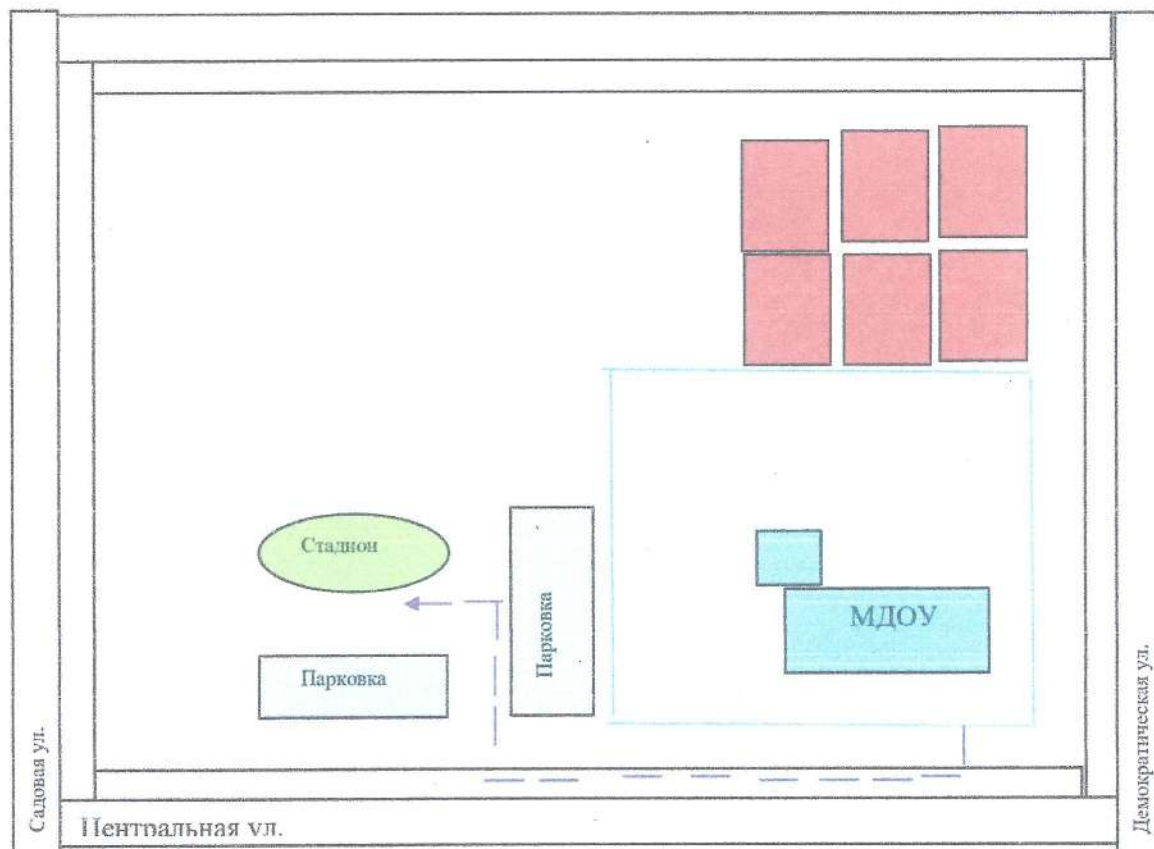 Стадион
Парковка
Парковка
МДОУ
Садовая ул.
Демократическая ул.
Центральная ул.